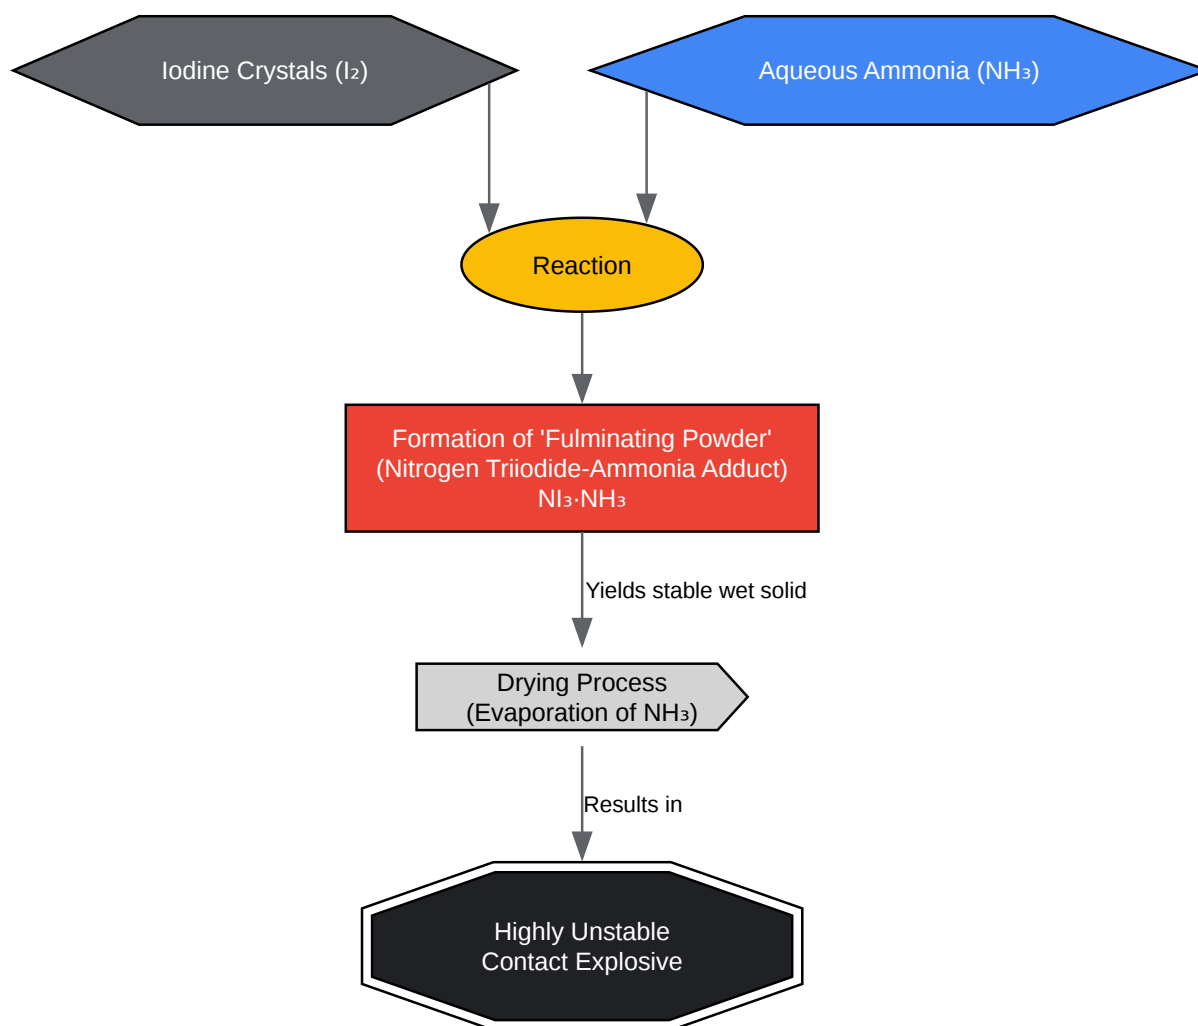 Iodine Crystals (I₂)
Aqueous Ammonia (NH₃)
Reaction
Formation of 'Fulminating Powder'
(Nitrogen Triiodide-Ammonia Adduct)
NI₃·NH₃
Yields stable wet solid
Drying Process
(Evaporation of NH₃)
Results in
Highly Unstable
Contact Explosive